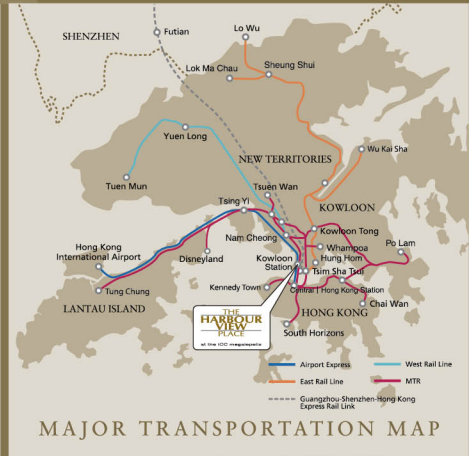 SHENZHEN
Futian
Lo Wu
Lok Ma Chau
Sheung Shui
Yuen Long
NEW TERRITORIES
Wu Kai Sha
Tuen Mun
Tsuen Wan
Tsing Yi
KOWLOON
Kowloon Tong
Nam Cheong
Whampoa
Po Lam
Hong Kong
International Airport
Disneyland
Kowloon
Station
Hung Hom
Tsim Sha Tsui
Tung Chung
Kennedy Town
Central | Hong Kong Station
LANTAU ISLAND
Chai Wan
HONG KONG
THE
HARBOUR
VIEW
PLACE
at the ICC megalopolis
South Horizons
Airport Express
West Rail Line
East Rail Line
MTR
Guangzhou-Shenzhen-Hong Kong
Express Rail Link
MAJOR TRANSPORTATION MAP